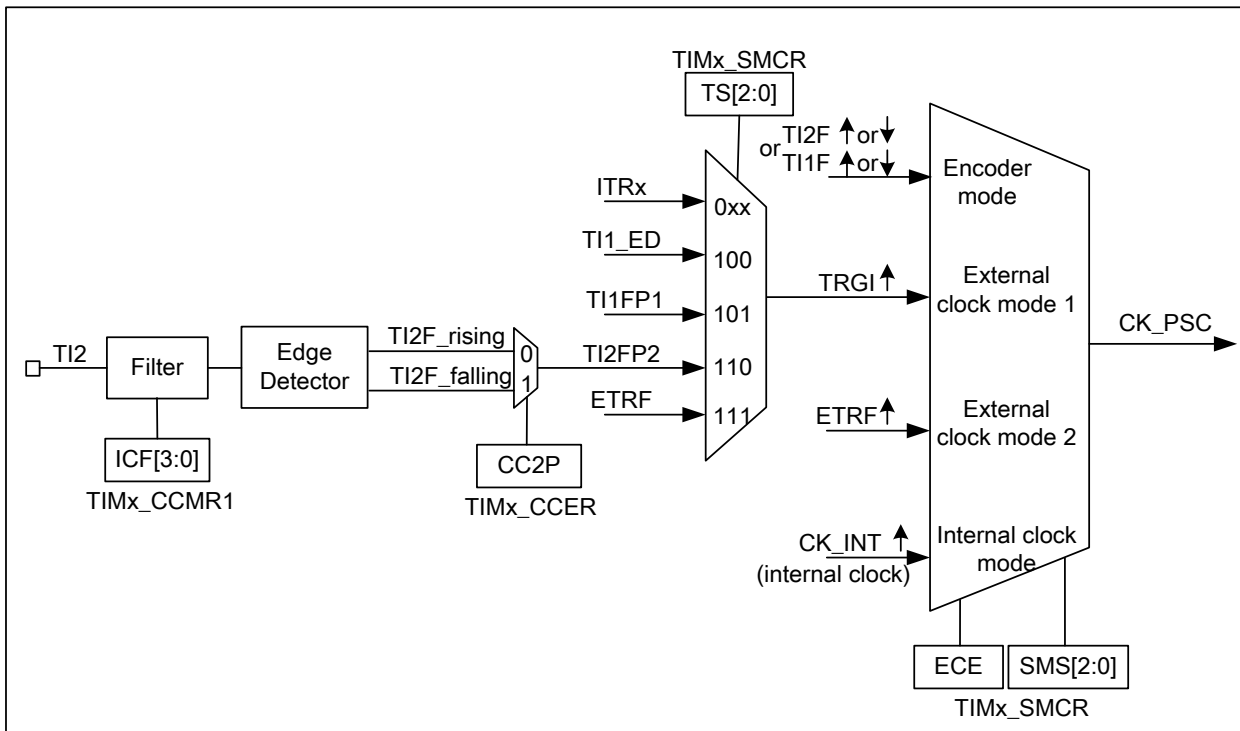 TIMx_SMCR
TS[2:0]
TI2F or
or
TI1F or
Encoder
mode
ITRx
0xx
TI1_ED
100
TRGI
External
clock mode 1
TI1FP1
101
CK_PSC
TI2
Filter
Edge
Detector
TI2F_rising
0
TI2F_falling
1
TI2FP2
110
ETRF
111
ETRF
External
clock mode 2
ICF[3:0]
TIMx_CCMR1
CC2P
TIMx_CCER
CK_INT
(internal clock)
Internal clock
mode
ECE
SMS[2:0]
TIMx_SMCR